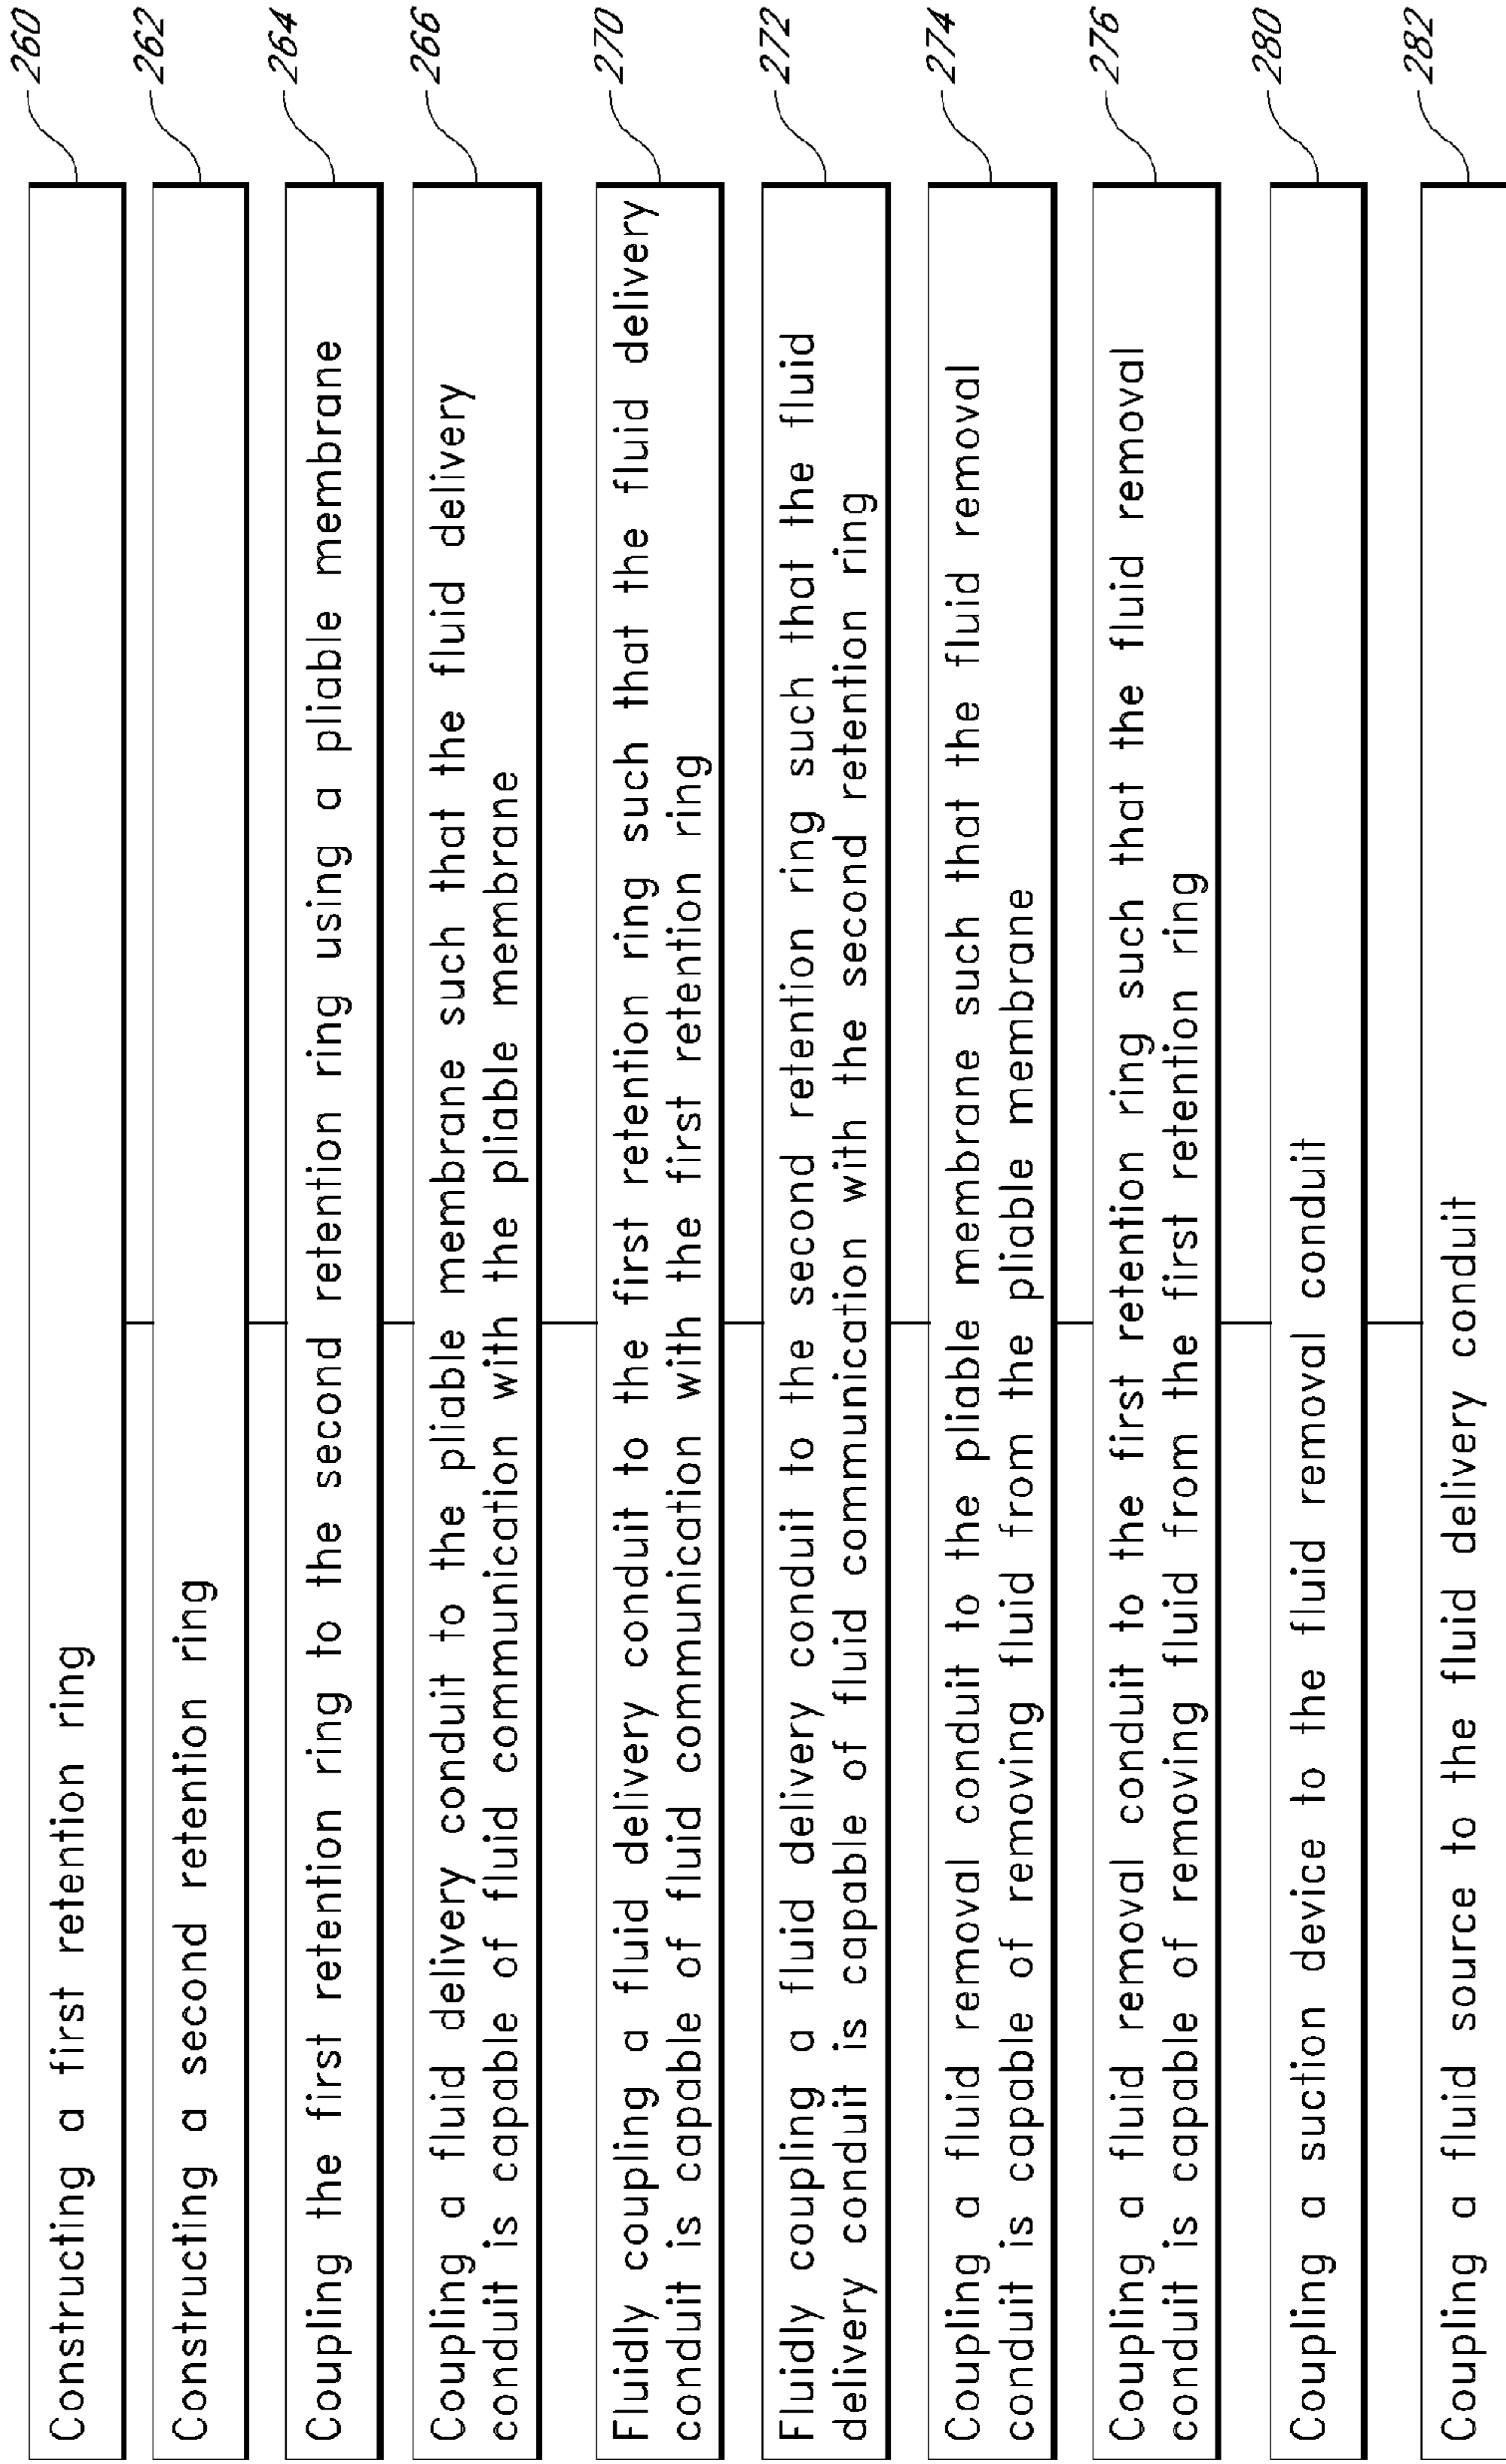 Constructing a first retention ring
260
Constructing a second retention ring
262
Coupling the first retention ring to the second retention ring using a pliable membrane
264
Coupling a fluid delivery conduit to the pliable membrane such that the fluid delivery
conduit is capable of fluid communication with the pliable membrane
266
Fluidly coupling a fluid delivery conduit to the first retention ring such that the fluid delivery
conduit is capable of fluid communication with the first retention ring
270
Fluidly coupling a fluid delivery conduit to the second retention ring such that the fluid
delivery conduit is capable of fluid communication with the second retention ring
272
Coupling a fluid removal conduit to the pliable membrane such that the fluid removal
conduit is capable of removing fluid from the pliable membrane
274
Coupling a fluid removal conduit to the first retention ring such that the fluid removal
conduit is capable of removing fluid from the first retention ring
276
Coupling a suction device to the fluid removal conduit
280
Coupling a fluid source to the fluid delivery conduit
282